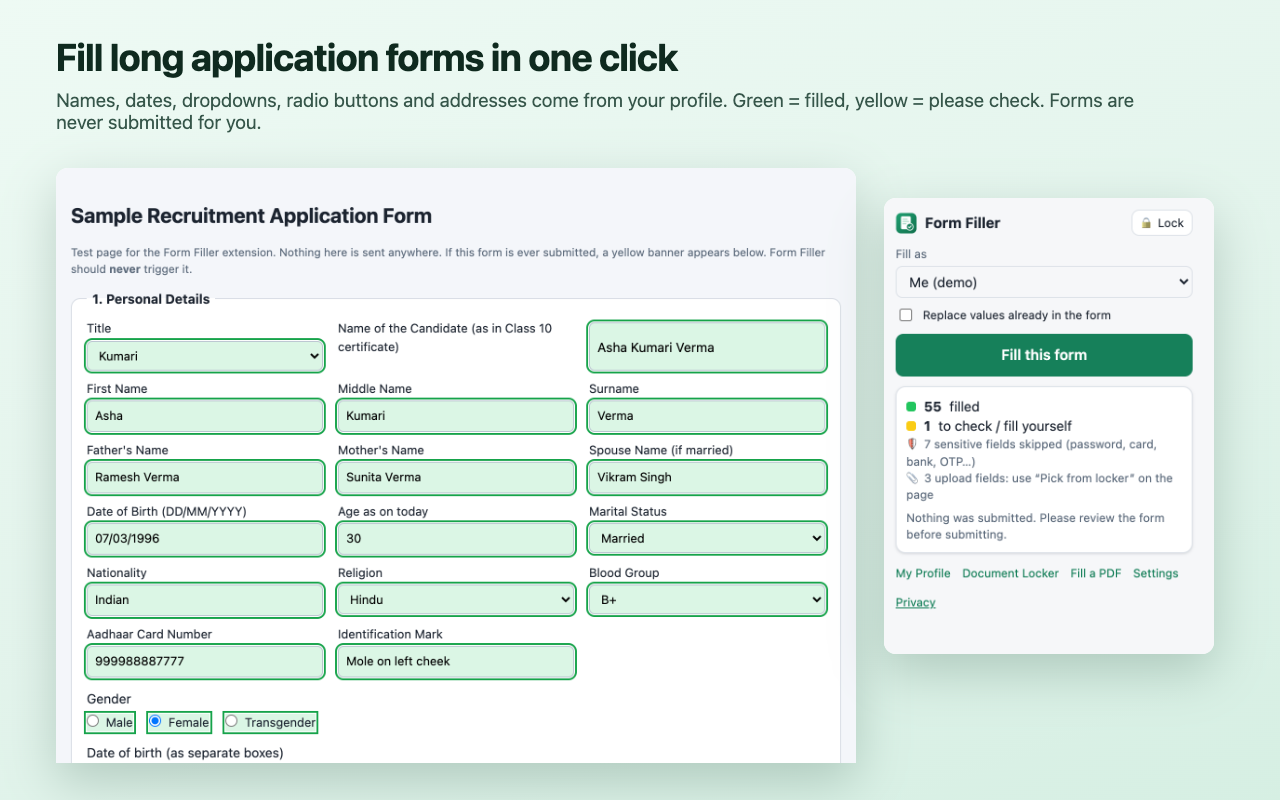 Fill long application forms in one click
Names, dates, dropdowns, radio buttons and addresses come from your profile. Green = filled, yellow = please check. Forms are
never submitted for you.
Sample Recruitment Application Form
Test page for the Form Filler extension. Nothing here is sent anywhere. If this form is ever submitted, a yellow banner appears below. Form Filler
should never trigger it.
1. Personal Details
Title
Kumari
Name of the Candidate (as in Class 10
certificate)
Asha Kumari Verma
First Name
Asha
Middle Name
Kumari
Surname
Verma
Father's Name
Ramesh Verma
Mother's Name
Sunita Verma
Spouse Name (if married)
Vikram Singh
Date of Birth (DD/MM/YYYY)
07/03/1996
Age as on today
30
Marital Status
Married
Nationality
Indian
Religion
Hindu
Blood Group
B+
Aadhaar Card Number
999988887777
Identification Mark
Mole on left cheek
Gender
Male
Female
Transgender
Date of birth (as separate boxes)
Form Filler
Lock
Fill as
Me (demo)
Replace values already in the form
Fill this form
55 filled
1 to check / fill yourself
7 sensitive fields skipped (password, card,
bank, OTP…)
3 upload fields: use “Pick from locker” on the
page
Nothing was submitted. Please review the form
before submitting.
My Profile Document Locker Fill a PDF Settings
Privacy